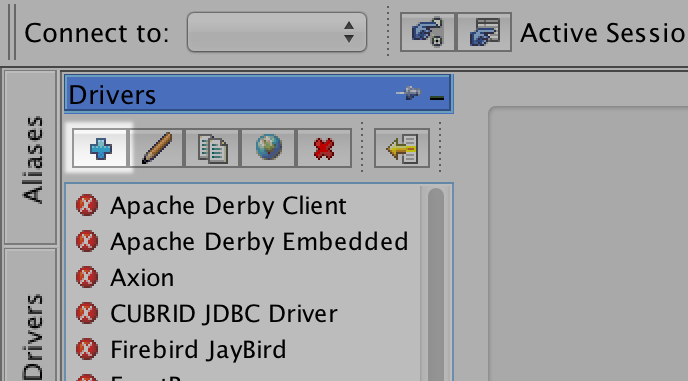 Connect to:
Active Sessio
Aliases
Drivers
Drivers
Apache Derby Client
Apache Derby Embedded
Axion
CUBRID JDBC Driver
Firebird JayBird